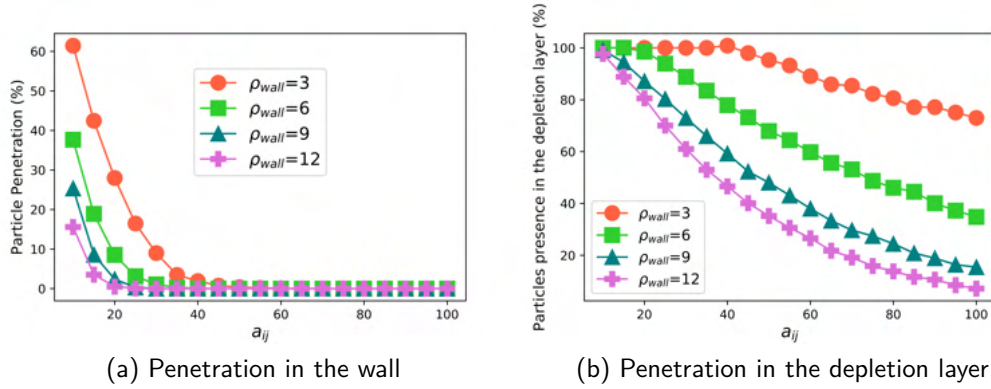 Particle Penetration (%)
60
50
40
30
20
10
0
ρwall=3
ρwall=6
ρwall=9
ρwall=12
20
40
60
80
100
aij
(a) Penetration in the wall
Particles presence in the depletion layer (%)
100
80
60
40
20
ρwall=3
ρwall=6
ρwall=9
ρwall=12
20
40
60
80
100
aij
(b) Penetration in the depletion layer